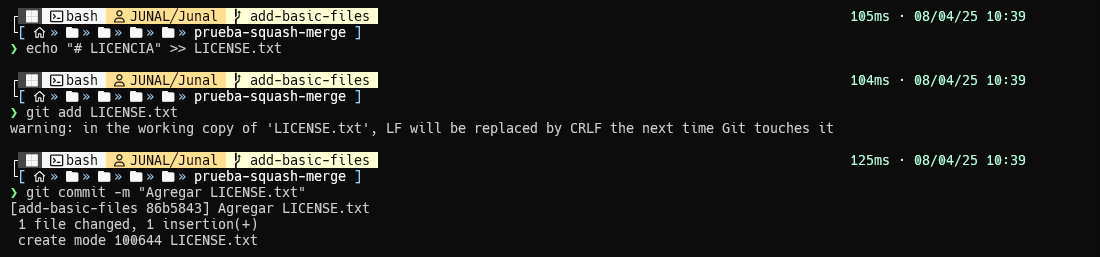 bash JUNAL/Junal add-basic-files 105ms · 08/04/25 10:39
[ » » » » » prueba-squash-merge ]
❯ echo "# LICENCIA" >> LICENSE.txt
bash JUNAL/Junal add-basic-files 104ms · 08/04/25 10:39
[ » » » » » prueba-squash-merge ]
❯ git add LICENSE.txt
warning: in the working copy of 'LICENSE.txt', LF will be replaced by CRLF the next time Git touches it
bash JUNAL/Junal add-basic-files 125ms · 08/04/25 10:39
[ » » » » » prueba-squash-merge ]
❯ git commit -m "Agregar LICENSE.txt"
[add-basic-files 86b5843] Agregar LICENSE.txt
1 file changed, 1 insertion(+)
create mode 100644 LICENSE.txt